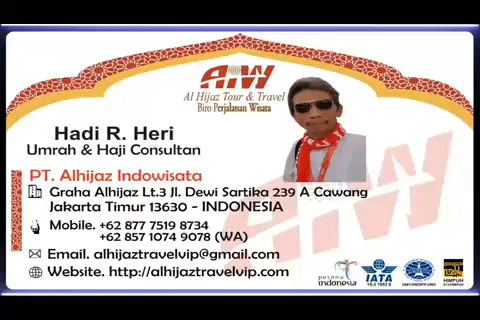 AIW
Al Hijaz Tour & Travel
Biro Perjalanan Wisata
Hadi R. Heri
Umrah & Haji Consultan
PT. Alhijaz Indowisata
Graha Alhijaz Lt.3 Jl. Dewi Sartika 239 A Cawang
Jakarta Timur 13630 - INDONESIA
Mobile. +62 877 7519 8734
+62 857 1074 9078 (WA)
Email. alhijaztravelvip@gmail.com
Website. http://alhijaztravelvip.com
pesona
indonesia
IATA
HIMPUH